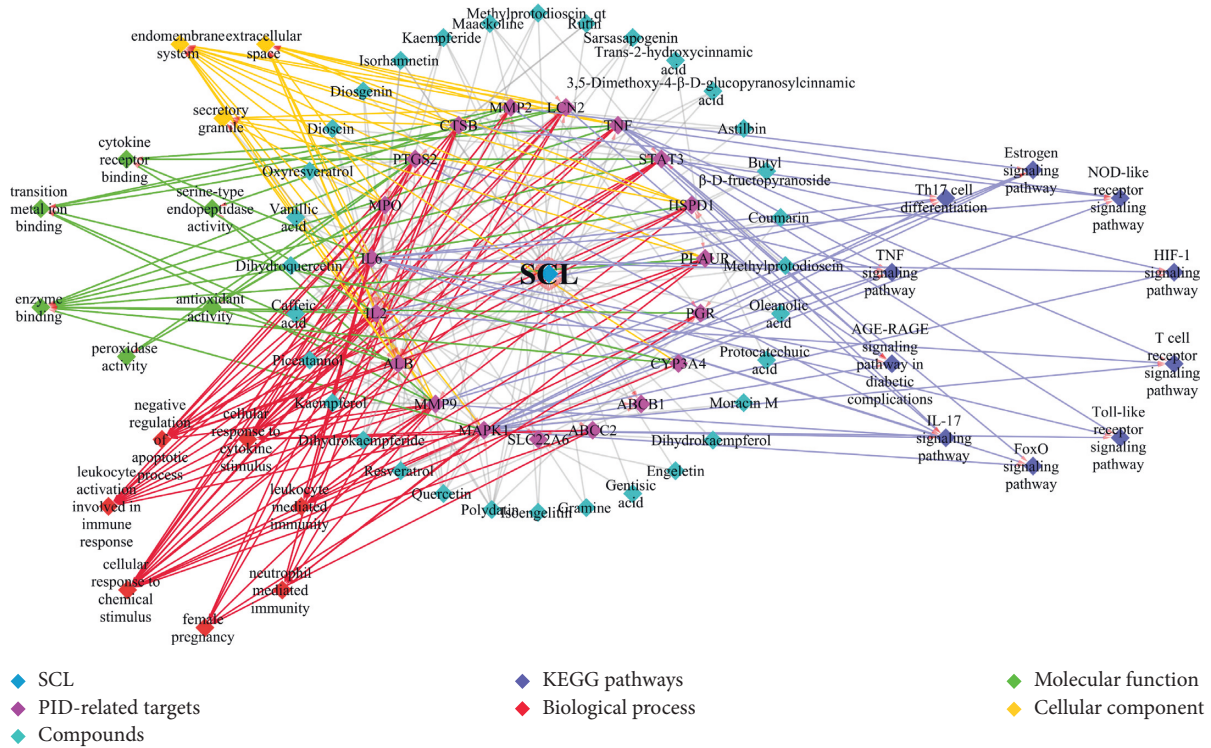 Methylprotodioscin_qt
Maackoline
Rutin
Kaempferide
Sarsasapogenin
Isorhamnetin
Trans-2-hydroxycinnamic
acid
Diosgenin
3,5-Dimethoxy-4-β-D-glucopyranosylcinnamic
acid
Dioscin
Astilbin
Oxyresveratrol
Butyl
β-D-fructopyranoside
Vanillic
acid
Coumarin
Dihydroquercetin
Methylprotodioscin
Caffeic
acid
Oleanolic
acid
Piceatannol
Protocatechuic
acid
Kaempferol
Moracin M
Dihydrokaempferide
Dihydrokaempferol
Resveratrol
Engeletin
Quercetin
Gentisic
acid
Polydatin
Isoengelitin
Gramine
endomembrane
system
extracellular
space
secretory
granule
cytokine
receptor
binding
transition
metal ion
binding
serine-type
endopeptidase
activity
enzyme
binding
antioxidant
activity
peroxidase
activity
negative
regulation
of
apoptotic
process
cellular
response to
cytokine
stimulus
leukocyte
activation
involved in
immune
response
leukocyte
mediated
immunity
cellular
response to
chemical
stimulus
neutrophil
mediated
immunity
female
pregnancy
MMP2
LCN2
CTSB
TNF
PTGS2
STAT3
MPO
HSPD1
IL6
PLAUR
SCL
IL2
PGR
ALB
CYP3A4
MMP9
ABCB1
MAPK1
SLC22A6
ABCC2
Estrogen
signaling
pathway
Th17 cell
differentiation
NOD-like
receptor
signaling
pathway
TNF
signaling
pathway
HIF-1
signaling
pathway
AGE-RAGE
signaling
pathway in
diabetic
complications
T cell
receptor
signaling
pathway
IL-17
signaling
pathway
FoxO
signaling
pathway
Toll-like
receptor
signaling
pathway
SCL
PID-related targets
Compounds
KEGG pathways
Biological process
Molecular function
Cellular component